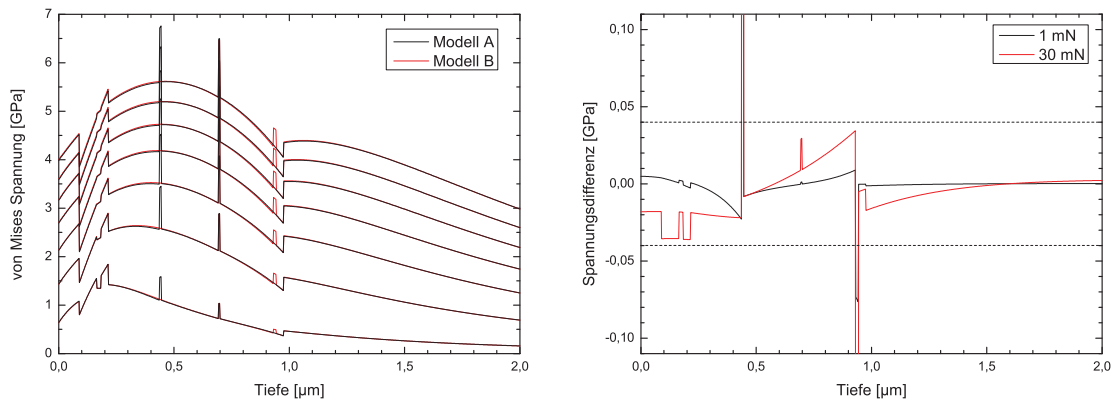 7
6
5
4
3
2
1
0
von Mises Spannung [GPa]
0,0
0,5
1,0
1,5
2,0
Tiefe [µm]
Modell A
Modell B
0,10
0,05
0,00
-0,05
-0,10
Spannungsdifferenz [GPa]
0,0
0,5
1,0
1,5
2,0
Tiefe [µm]
1 mN
30 mN